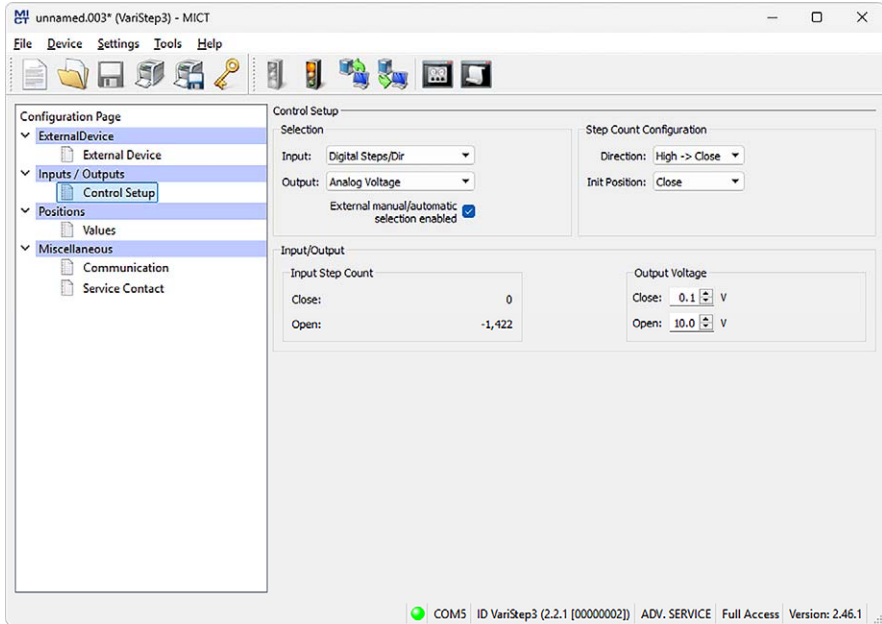 MICT unnamed.003* (VariStep3) - MICT
File Device Settings Tools Help
Configuration Page
ExternalDevice
External Device
Inputs / Outputs
Control Setup
Positions
Values
Miscellaneous
Communication
Service Contact
Control Setup
Selection
Input: Digital Steps/Dir
Output: Analog Voltage
External manual/automatic
selection enabled
Step Count Configuration
Direction: High -> Close
Init Position: Close
Input/Output
Input Step Count
Close: 0
Open: -1,422
Output Voltage
Close: 0.1 V
Open: 10.0 V
COM5 ID VariStep3 (2.2.1 [00000002]) ADV. SERVICE Full Access Version: 2.46.1